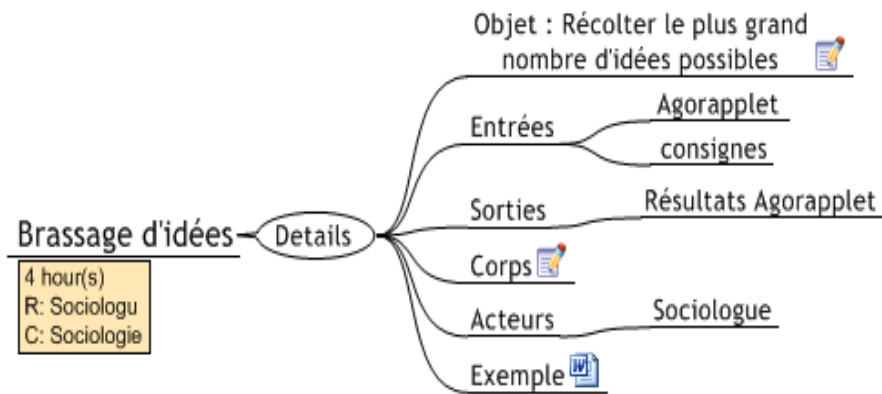 Objet : Récolter le plus grand
nombre d'idées possibles
Entrées
Agorapplet
consignes
Sorties
Résultats Agorapplet
Brassage d'idées
Details
4 hour(s)
R: Sociologu
C: Sociologie
Corps
Acteurs
Sociologue
Exemple